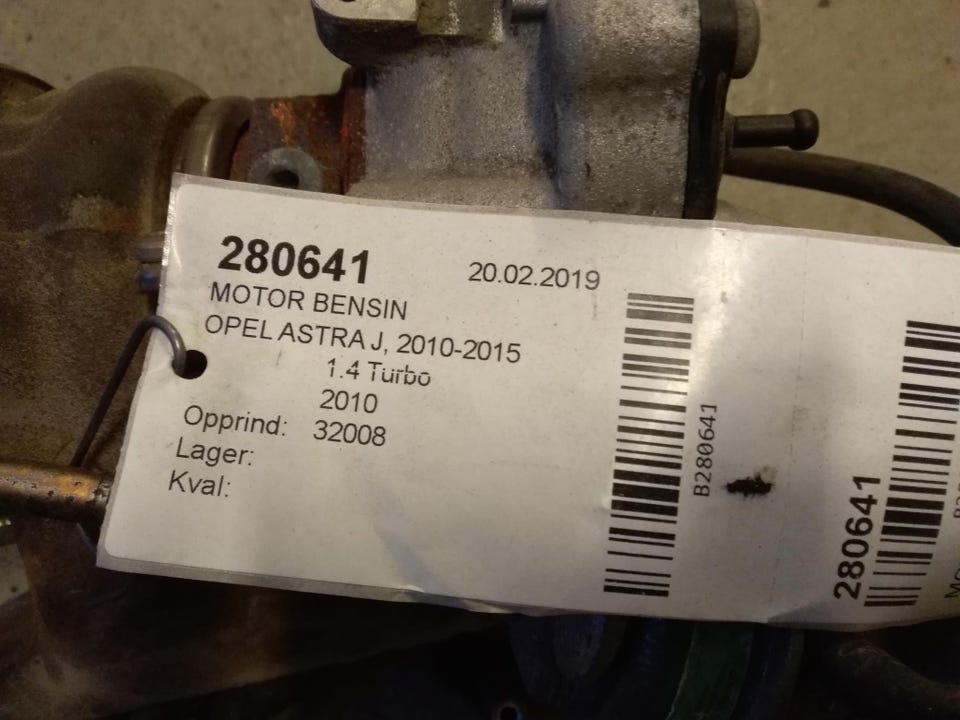 280641 20.02.2019
MOTOR BENSIN
OPEL ASTRA J, 2010-2015
1.4 Turbo
2010
Opprind: 32008
Lager:
Kval:
B280641
280641